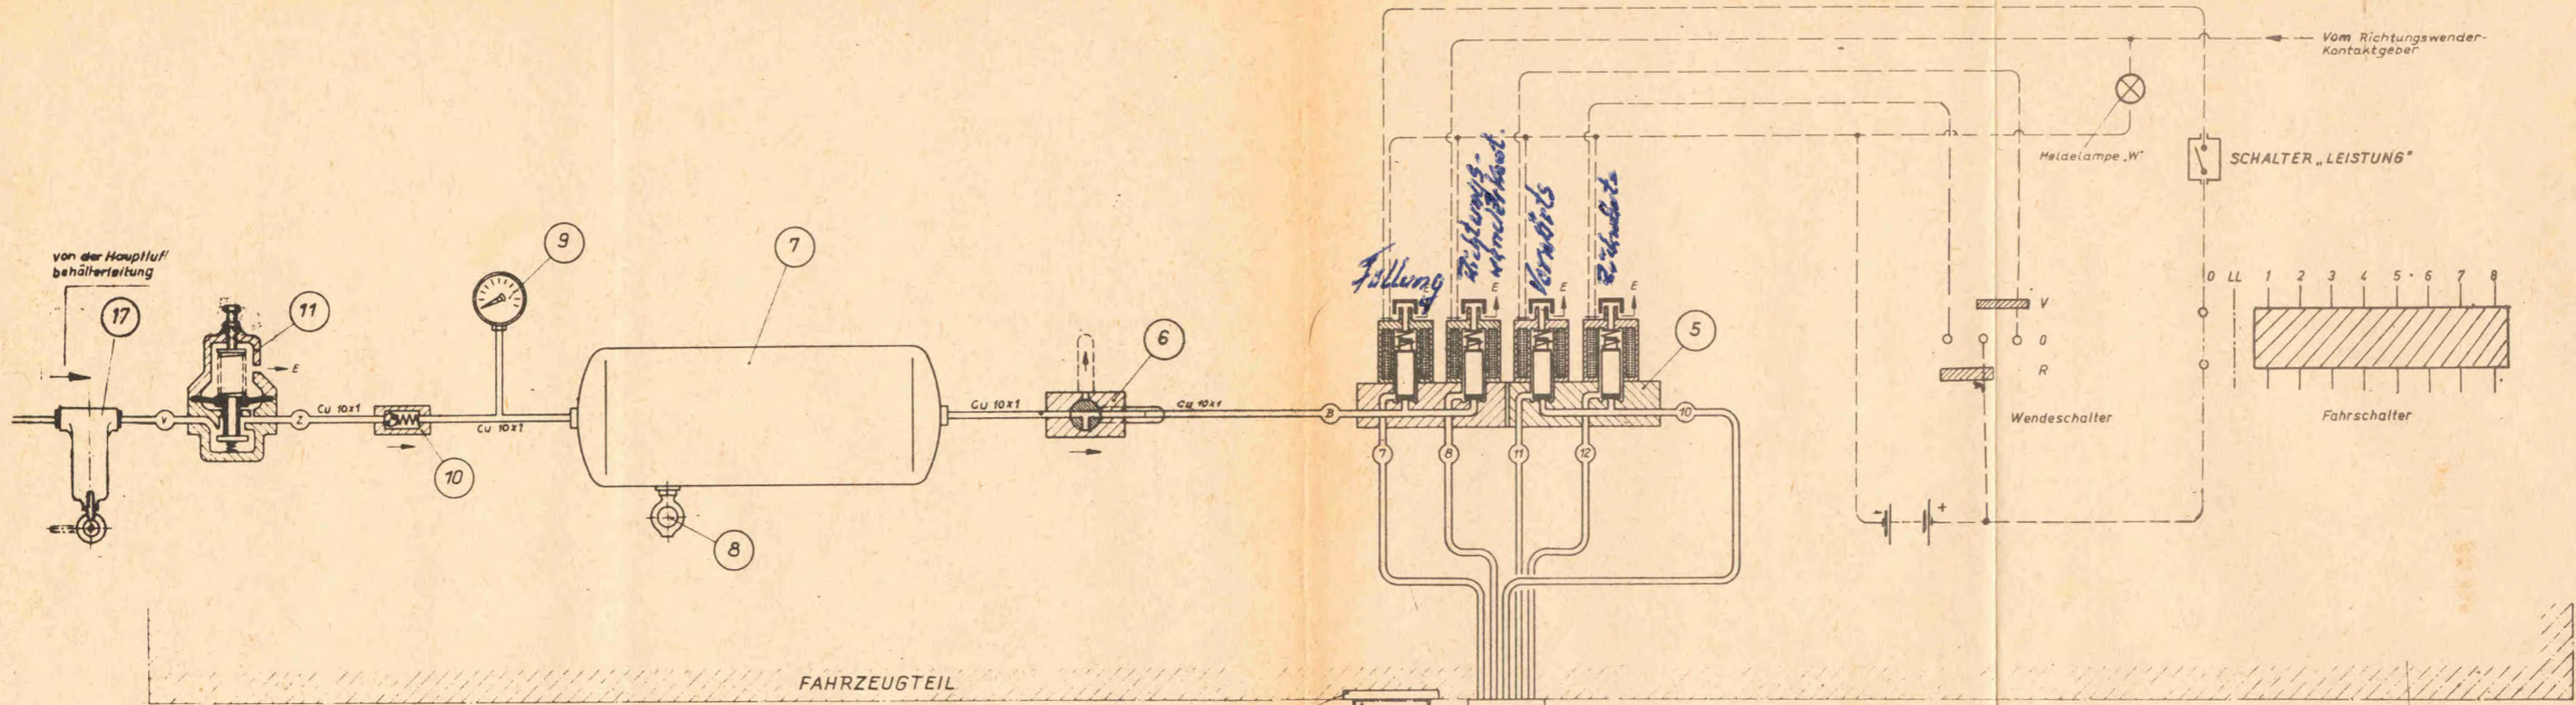 Vom Richtungswender-
Kontaktgeber
Meldelampe „W"
SCHALTER „LEISTUNG"
von der Hauptluft
behälterleitung
17
11
9
7
6
5
10
8
Füllung
Richtungs-
Vorwärts
Rückwärts
E
E
E
E
E
V
Z
Cu 10x1
Cu 10x1
Cu 10x1
Cu 10x1
B
10
7
8
11
12
V
O
R
Wendeschalter
0 LL 1 2 3 4 5 6 7 8
Fahrschalter
- +
FAHRZEUGTEIL